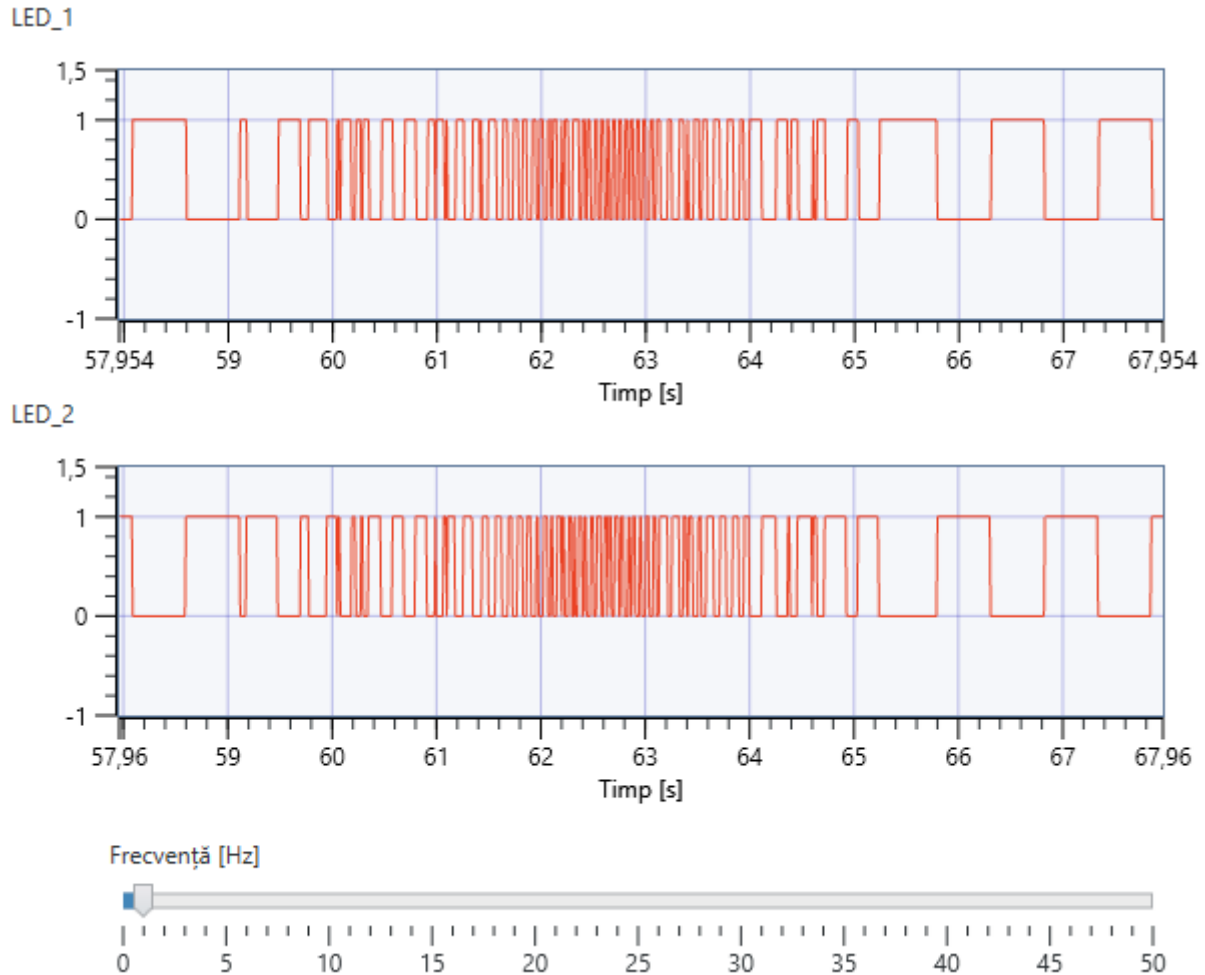 LED_1
1,5
1
0
-1
57,954 59 60 61 62 63 64 65 66 67 67,954
Timp [s]
LED_2
1,5
1
0
-1
57,96 59 60 61 62 63 64 65 66 67 67,96
Timp [s]
Frecvență [Hz]
0 5 10 15 20 25 30 35 40 45 50